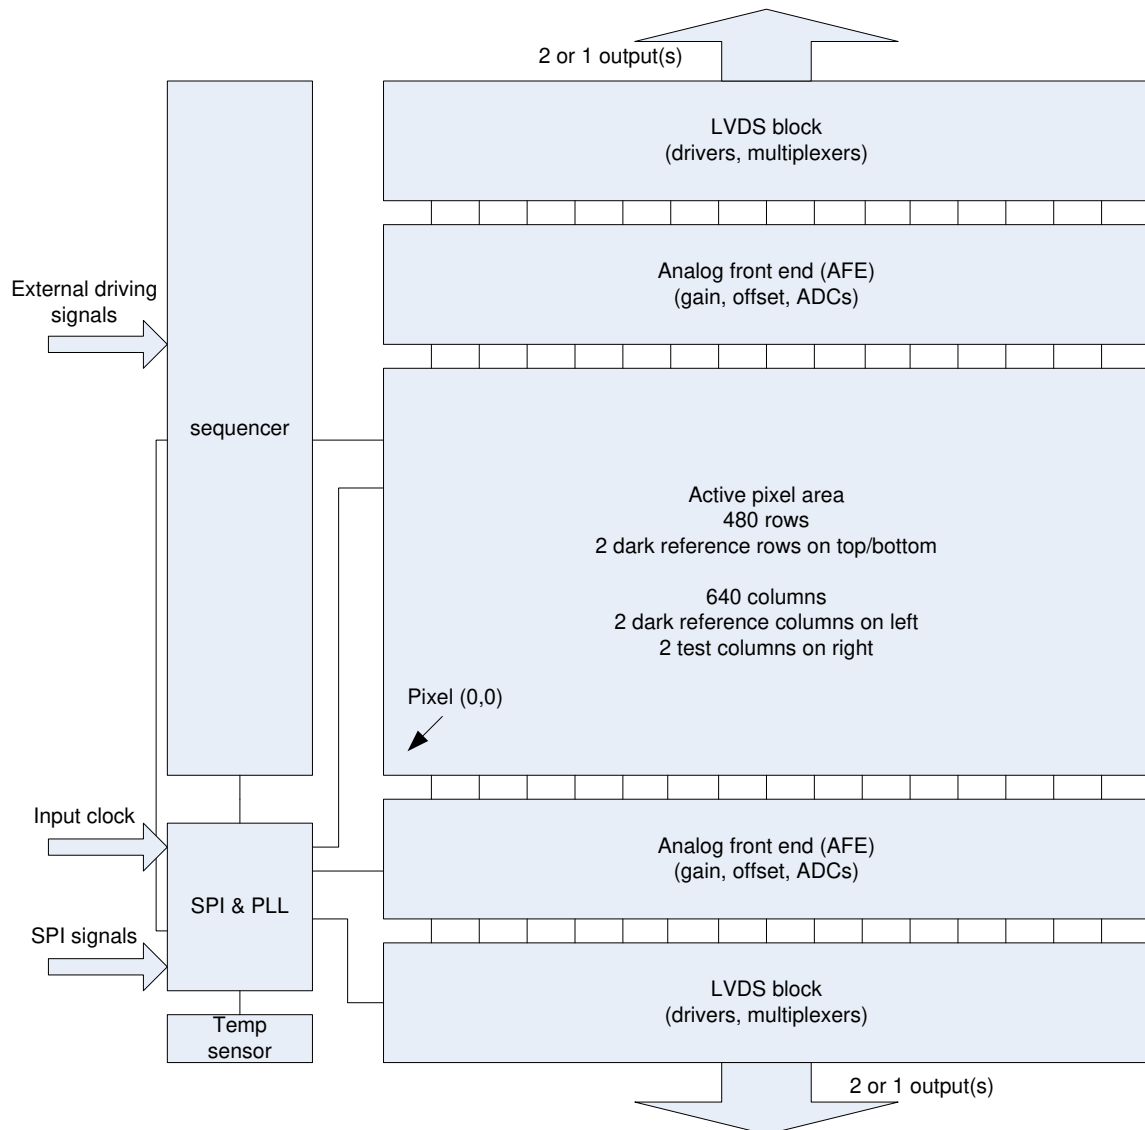 2 or 1 output(s)
LVDS block
(drivers, multiplexers)
Analog front end (AFE)
(gain, offset, ADCs)
External driving
signals
sequencer
Active pixel area
480 rows
2 dark reference rows on top/bottom
640 columns
2 dark reference columns on left
2 test columns on right
Pixel (0,0)
Input clock
Analog front end (AFE)
(gain, offset, ADCs)
SPI & PLL
SPI signals
LVDS block
(drivers, multiplexers)
Temp
sensor
2 or 1 output(s)